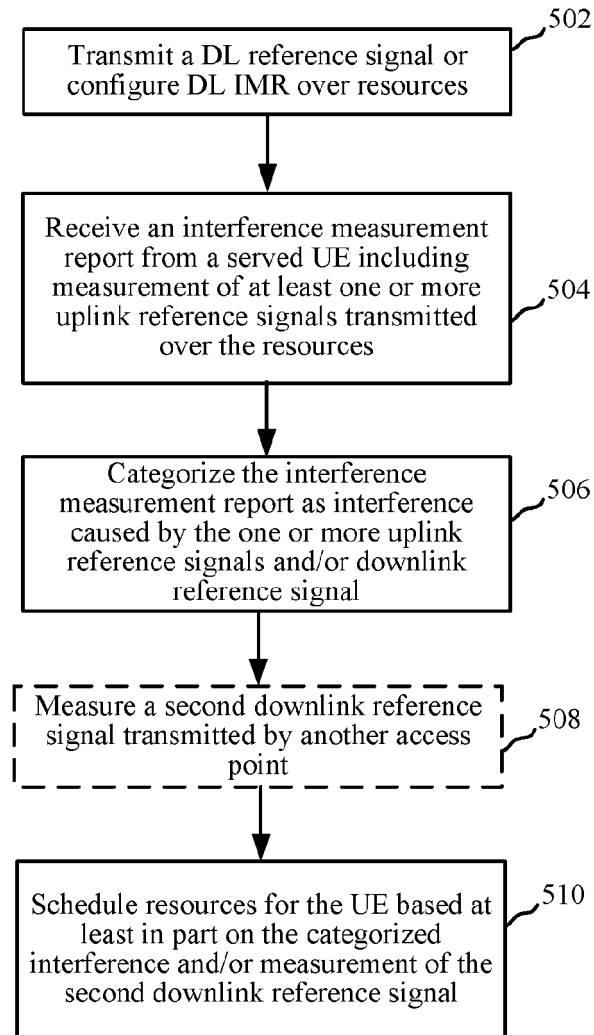 502
Transmit a DL reference signal or
configure DL IMR over resources
Receive an interference measurement
report from a served UE including
measurement of at least one or more
uplink reference signals transmitted
over the resources
504
Categorize the interference
measurement report as interference
caused by the one or more uplink
reference signals and/or downlink
reference signal
506
Measure a second downlink reference
signal transmitted by another access
point
508
Schedule resources for the UE based at
least in part on the categorized
interference and/or measurement of the
second downlink reference signal
510